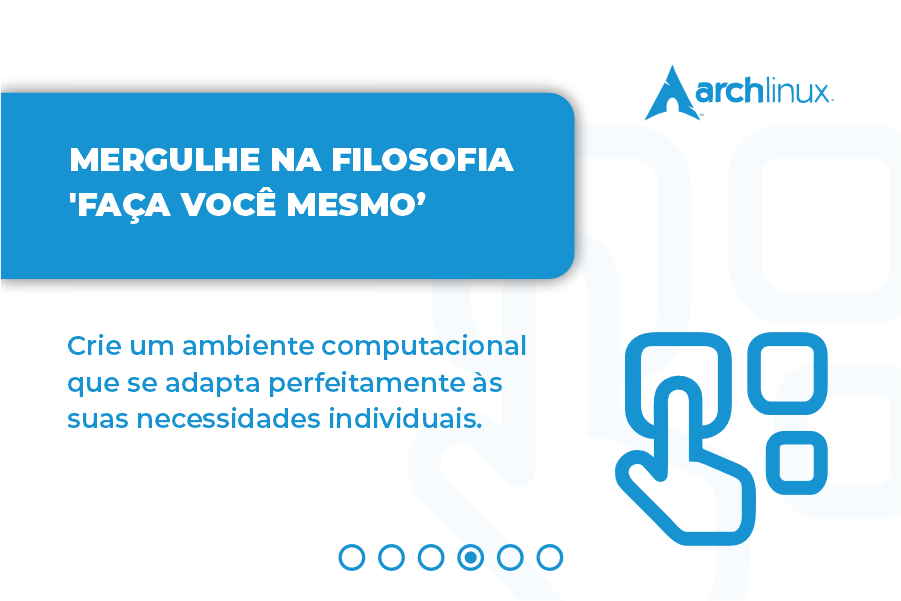 archlinux
MERGULHE NA FILOSOFIA
'FAÇA VOCÊ MESMO’
Crie um ambiente computacional
que se adapta perfeitamente às
suas necessidades individuais.